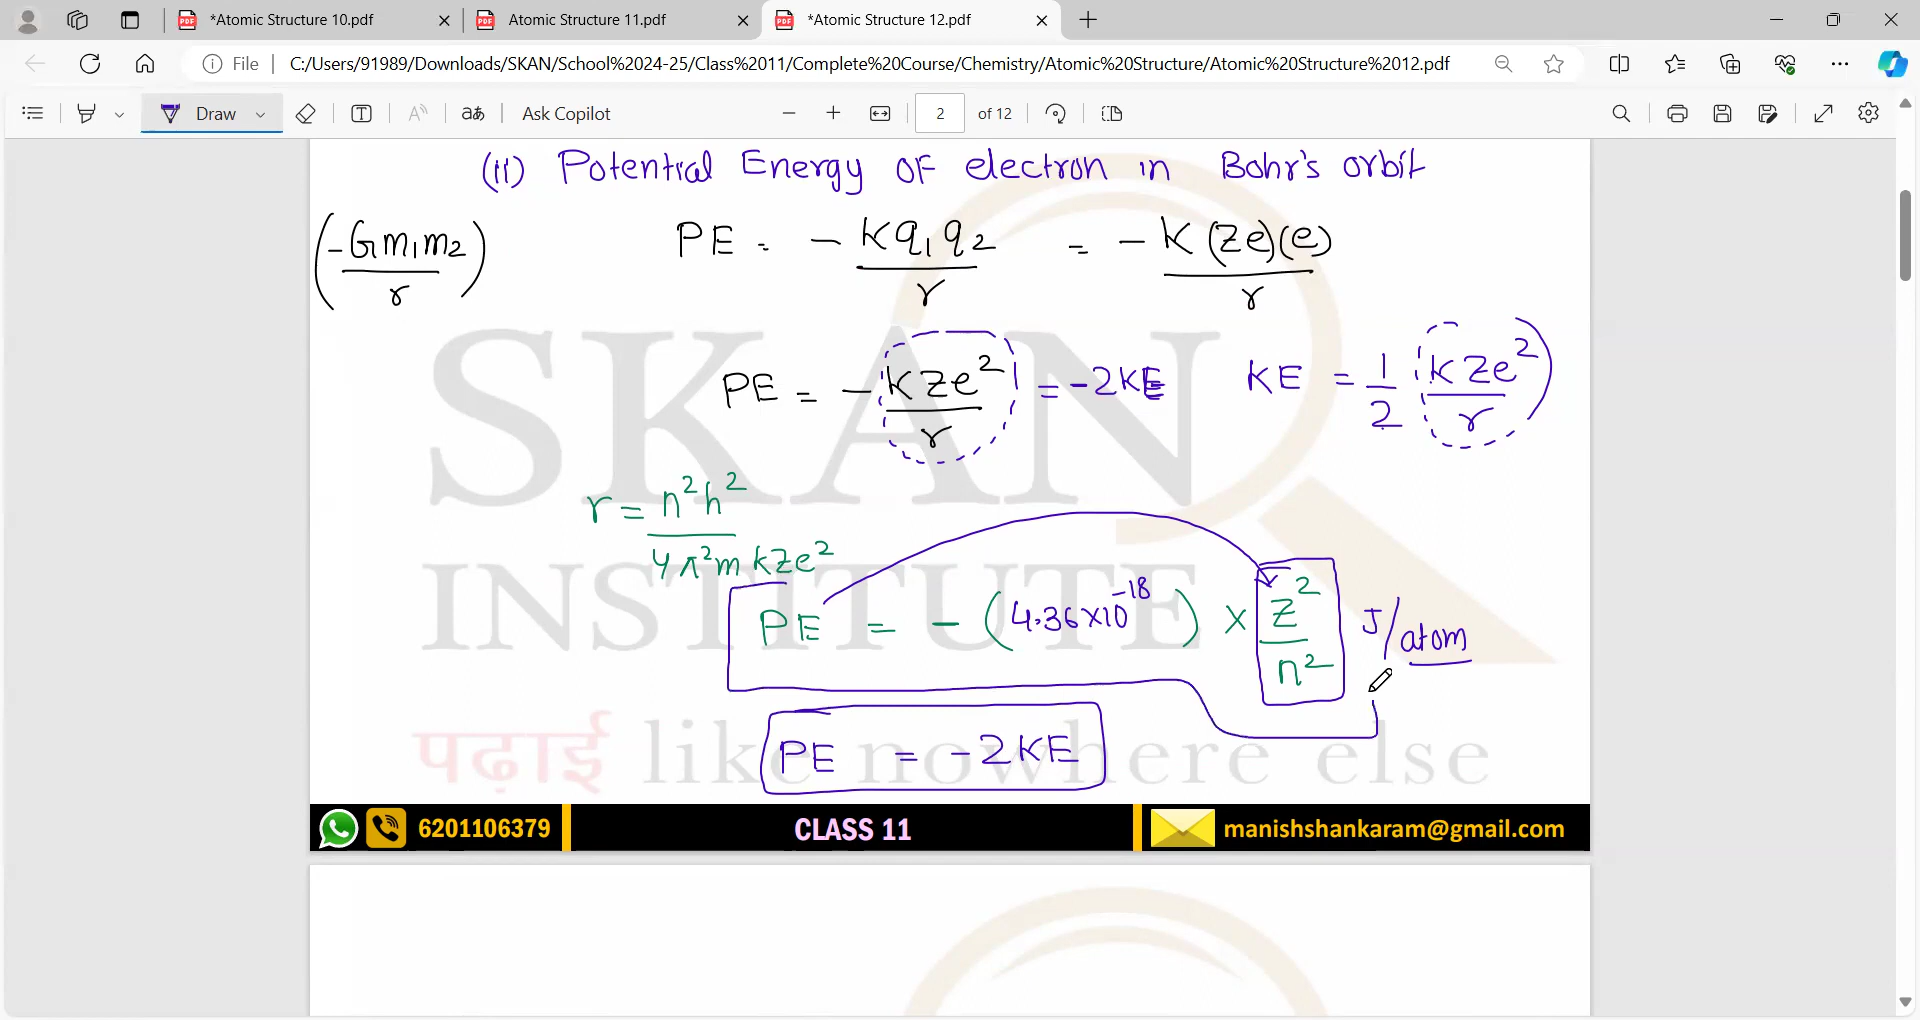 *Atomic Structure 10.pdf
Atomic Structure 11.pdf
*Atomic Structure 12.pdf
File
C:/Users/91989/Downloads/SKAN/School%2024-25/Class%2011/Complete%20Course/Chemistry/Atomic%20Structure/Atomic%20Structure%2012.pdf
Draw
Ask Copilot
2 of 12
(ii) Potential Energy of electron in Bohr's orbit
(-Gm₁m₂/r) PE = -Kq₁q₂/r = -K(Ze)(e)/r
PE = -KZe²/r = -2KE KE = 1/2 (KZe²/r)
r = n²h²/4π²mKZe²
PE = -(4.36×10⁻¹⁸) × Z²/n² J/atom
PE = -2KE
SKAN
INSTITUTE
पढ़ाई like nowhere else
6201106379 CLASS 11 manishshankaram@gmail.com